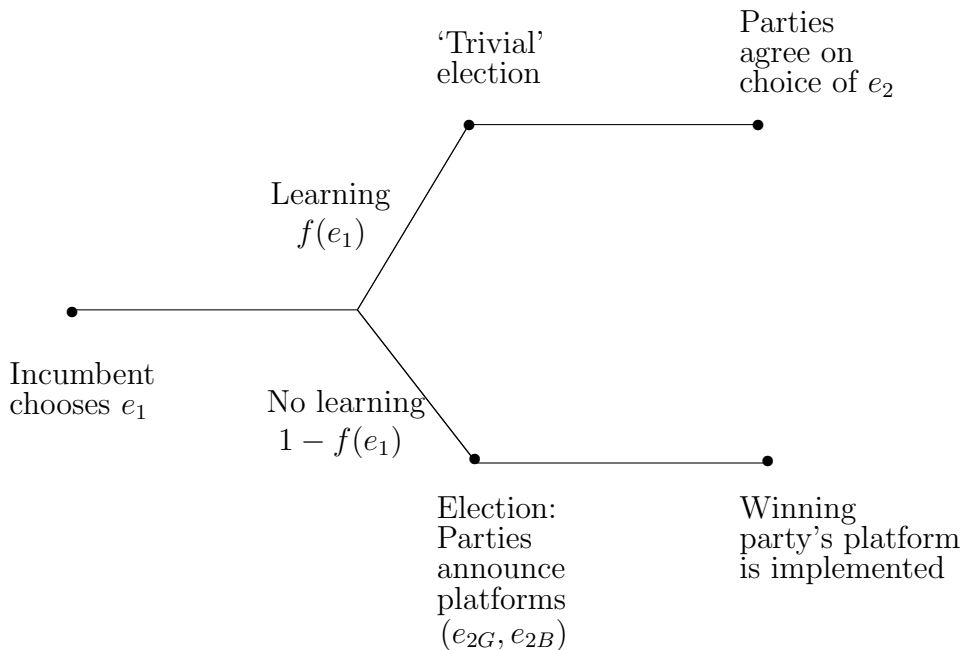 ‘Trivial’
election
Parties
agree on
choice of e₂
Learning
f(e₁)
Incumbent
chooses e₁
No learning
1 − f(e₁)
Election:
Parties
announce
platforms
(e₂G, e₂B)
Winning
party’s platform
is implemented